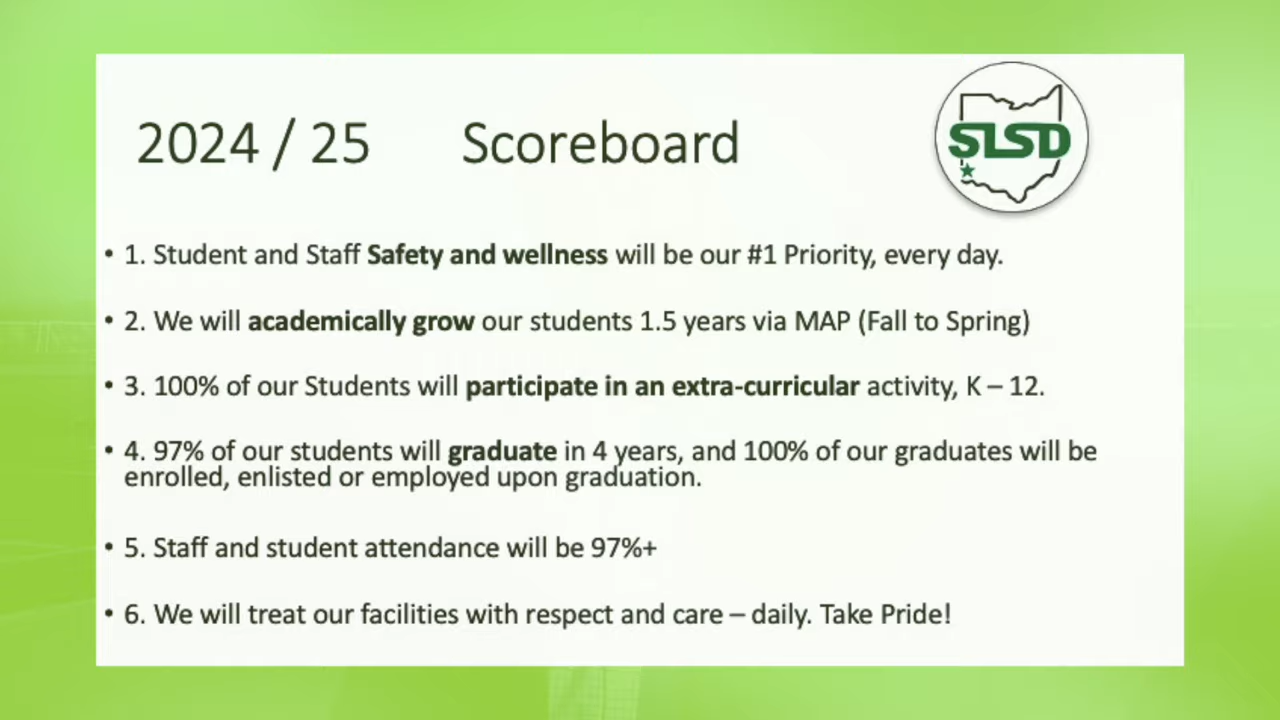 2024 / 25 Scoreboard
SLSD
• 1. Student and Staff Safety and wellness will be our #1 Priority, every day.
• 2. We will academically grow our students 1.5 years via MAP (Fall to Spring)
• 3. 100% of our Students will participate in an extra-curricular activity, K – 12.
• 4. 97% of our students will graduate in 4 years, and 100% of our graduates will be
enrolled, enlisted or employed upon graduation.
• 5. Staff and student attendance will be 97%+
• 6. We will treat our facilities with respect and care – daily. Take Pride!